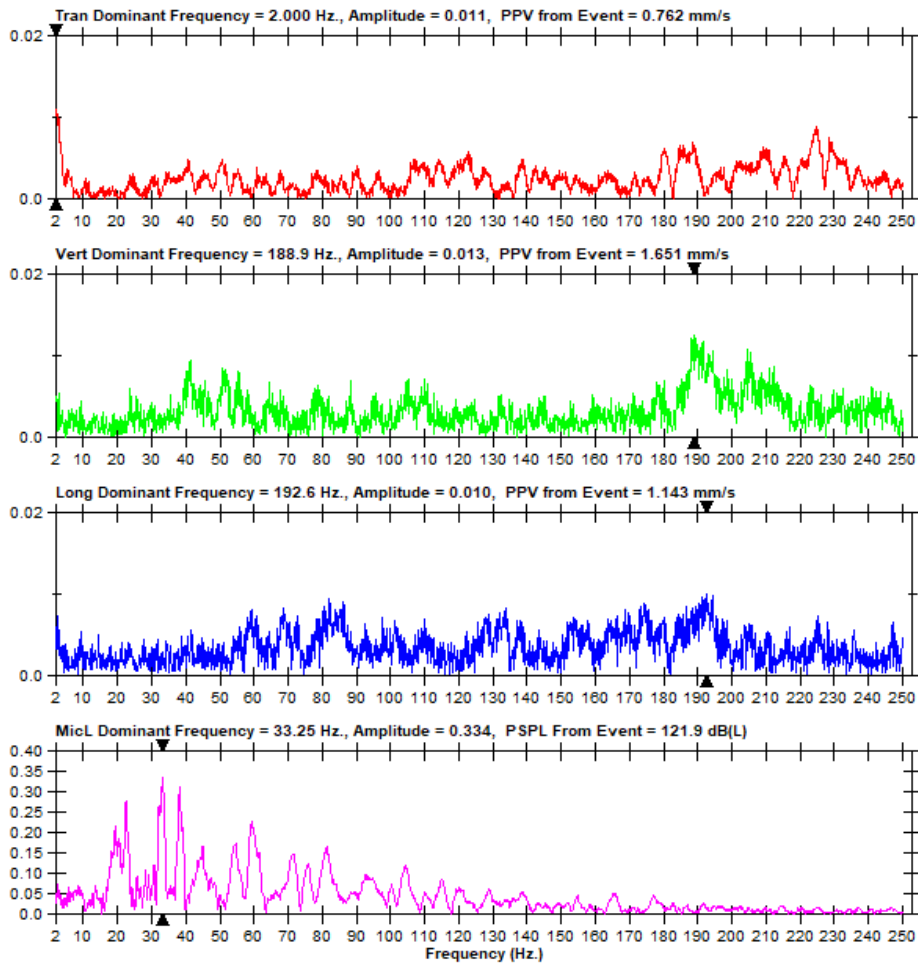 Tran Dominant Frequency = 2.000 Hz., Amplitude = 0.011, PPV from Event = 0.762 mm/s
0.02
0.0
2 10 20 30 40 50 60 70 80 90 100 110 120 130 140 150 160 170 180 190 200 210 220 230 240 250
Vert Dominant Frequency = 188.9 Hz., Amplitude = 0.013, PPV from Event = 1.651 mm/s
0.02
0.0
2 10 20 30 40 50 60 70 80 90 100 110 120 130 140 150 160 170 180 190 200 210 220 230 240 250
Long Dominant Frequency = 192.6 Hz., Amplitude = 0.010, PPV from Event = 1.143 mm/s
0.02
0.0
2 10 20 30 40 50 60 70 80 90 100 110 120 130 140 150 160 170 180 190 200 210 220 230 240 250
MicL Dominant Frequency = 33.25 Hz., Amplitude = 0.334, PSPL From Event = 121.9 dB(L)
0.40
0.35
0.30
0.25
0.20
0.15
0.10
0.05
0.0
2 10 20 30 40 50 60 70 80 90 100 110 120 130 140 150 160 170 180 190 200 210 220 230 240 250
Frequency (Hz.)